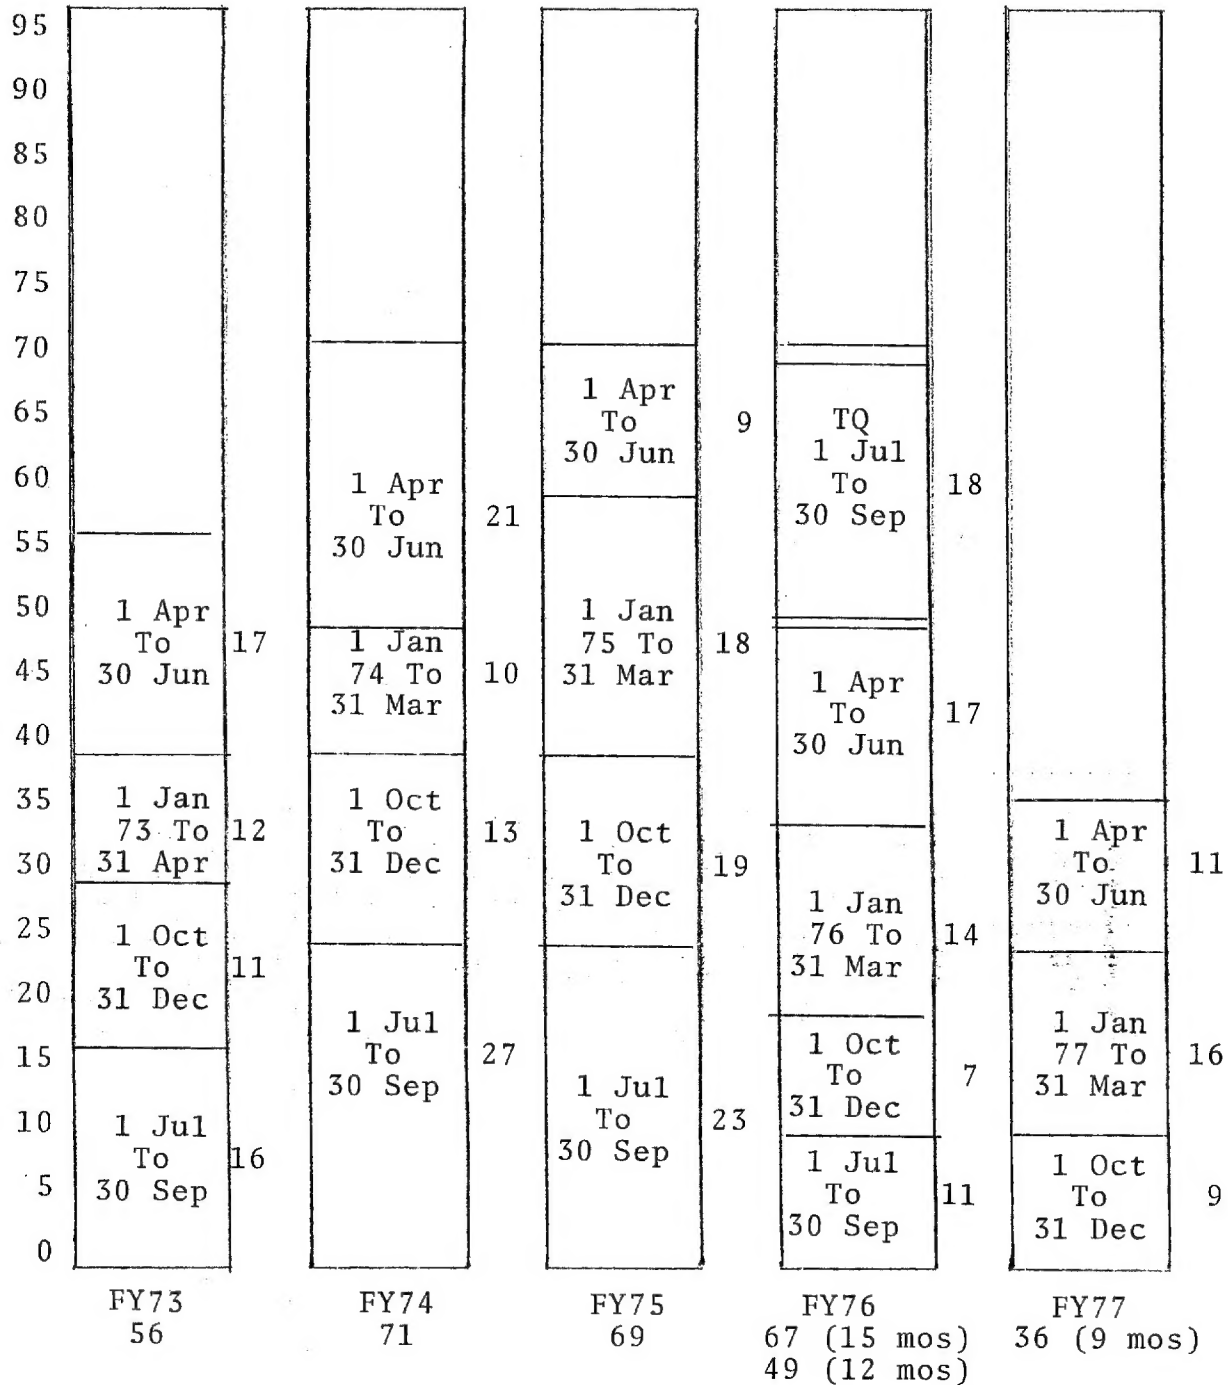 95
90
85
80
75
70
65
60
55
50
45
40
35
30
25
20
15
10
5
0
1 Apr
To
30 Jun
17
1 Jan
73 To
31 Apr
12
1 Oct
To
31 Dec
11
1 Jul
To
30 Sep
16
FY73
56
1 Apr
To
30 Jun
21
1 Jan
74 To
31 Mar
10
1 Oct
To
31 Dec
13
1 Jul
To
30 Sep
27
FY74
71
1 Apr
To
30 Jun
9
1 Jan
75 To
31 Mar
18
1 Oct
To
31 Dec
19
1 Jul
To
30 Sep
23
FY75
69
TQ
1 Jul
To
30 Sep
18
1 Apr
To
30 Jun
17
1 Jan
76 To
31 Mar
14
1 Oct
To
31 Dec
7
1 Jul
To
30 Sep
11
FY76
67 (15 mos)
49 (12 mos)
1 Apr
To
30 Jun
11
1 Jan
77 To
31 Mar
16
1 Oct
To
31 Dec
9
FY77
36 (9 mos)